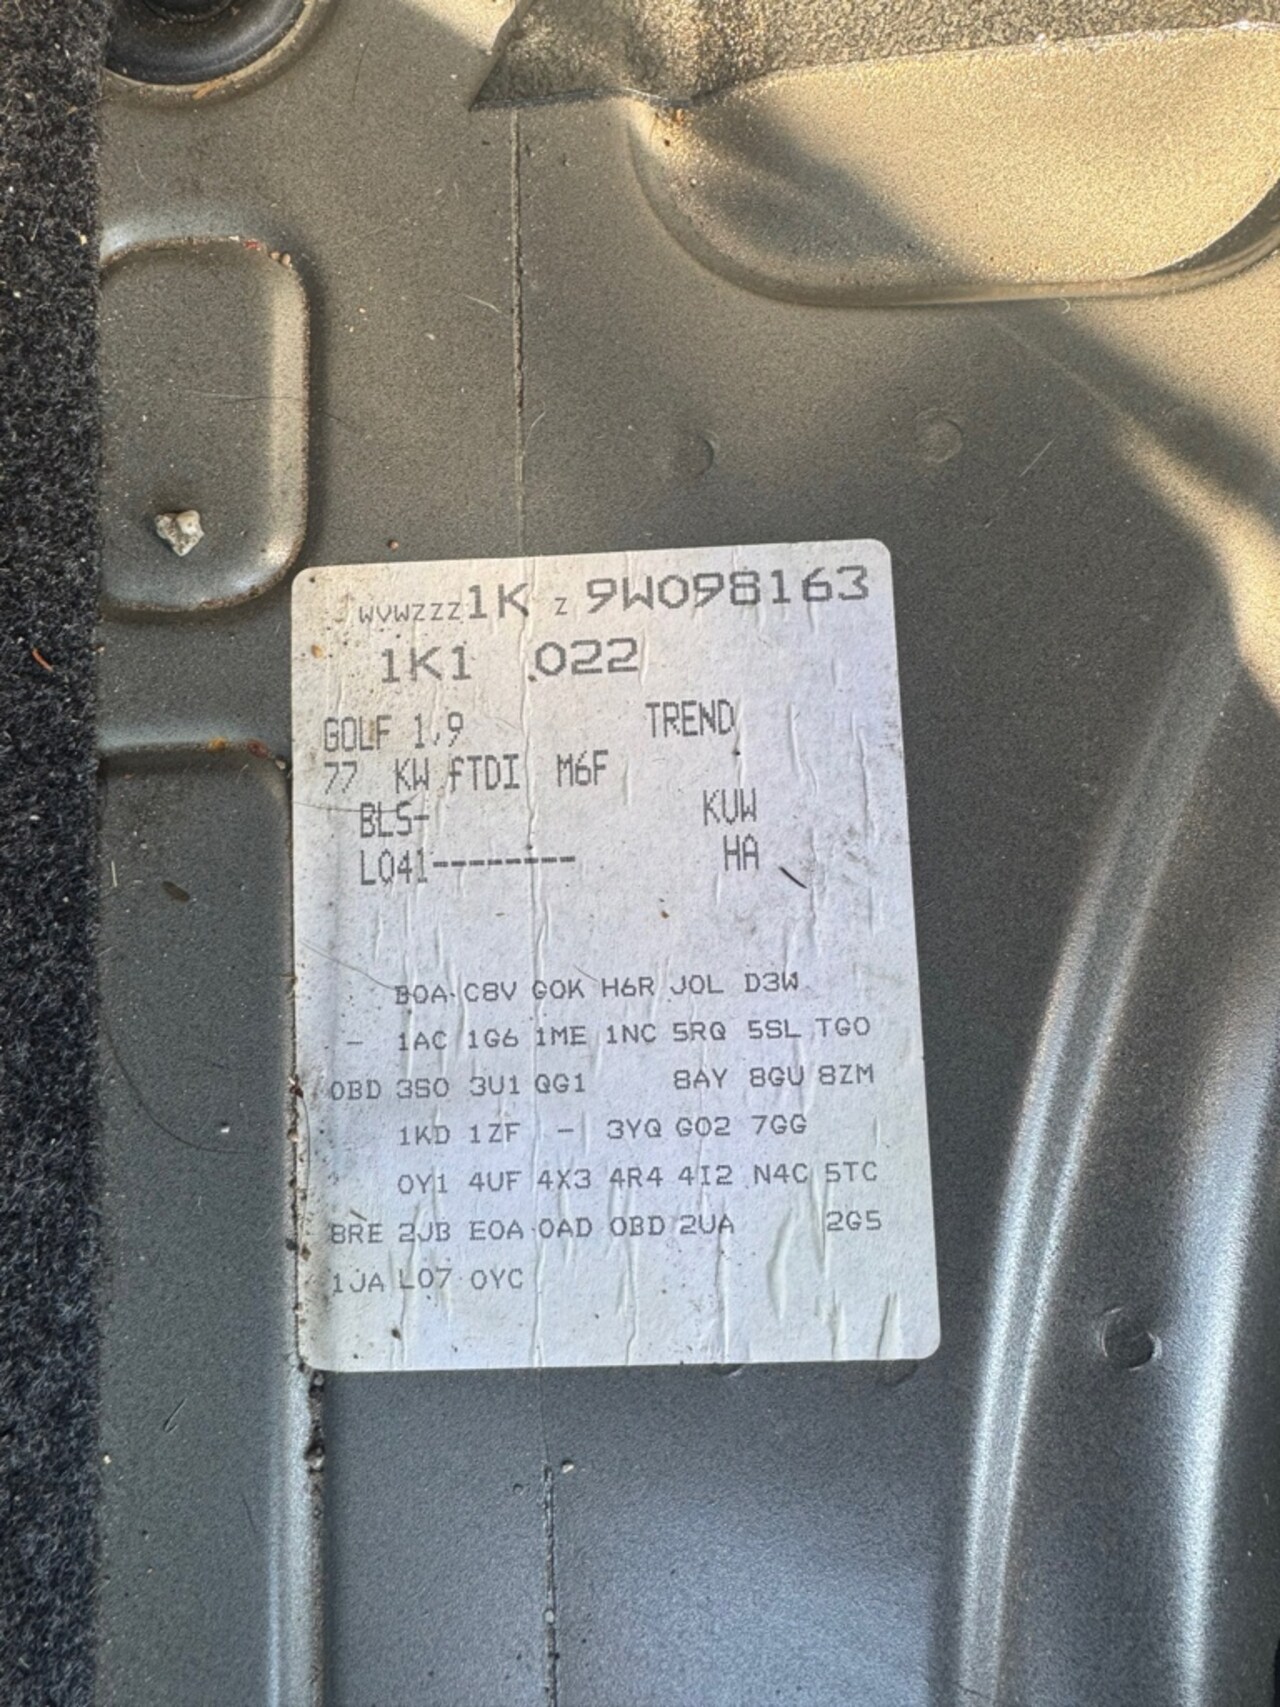 WVWZZZ1K Z 9W098163
1K1 022
GOLF 1,9 TREND
77 KW fTDI M6F
BLS- KUW
L041-------- HA
B0A C8V G0K H6R J0L D3W
- 1AC 1G6 1ME 1NC 5RQ 5SL TG0
0BD 3S0 3U1 QG1 8AY 8GU 8ZM
1KD 1ZF - 3YQ G02 7GG
0Y1 4UF 4X3 4R4 4I2 N4C 5TC
8RE 2JB E0A 0AD 0BD 2UA 2G5
1JA L07 0YC